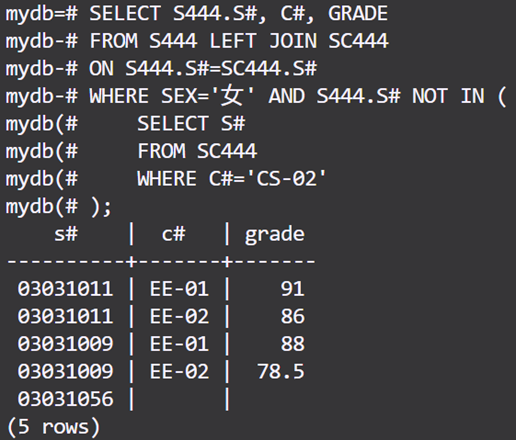 mydb=# SELECT S444.S#, C#, GRADE
mydb-# FROM S444 LEFT JOIN SC444
mydb-# ON S444.S#=SC444.S#
mydb-# WHERE SEX='女' AND S444.S# NOT IN (
mydb(#     SELECT S#
mydb(#     FROM SC444
mydb(#     WHERE C#='CS-02'
mydb(# );
    s#    |  c#   | grade
----------+-------+-------
 03031011 | EE-01 |    91
 03031011 | EE-02 |    86
 03031009 | EE-01 |    88
 03031009 | EE-02 |  78.5
 03031056 |       |
(5 rows)